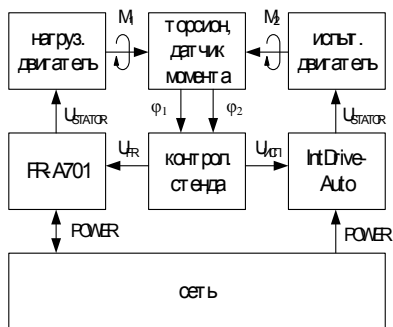 нагруз.
двигатель
M1
торсион,
датчик
момента
M2
испыт.
двигатель
USTATOR
φ1
φ2
USTATOR
FR-A701
UFR
контрол.
стенда
UИСП
IntDrive-
Auto
POWER
POWER
сеть